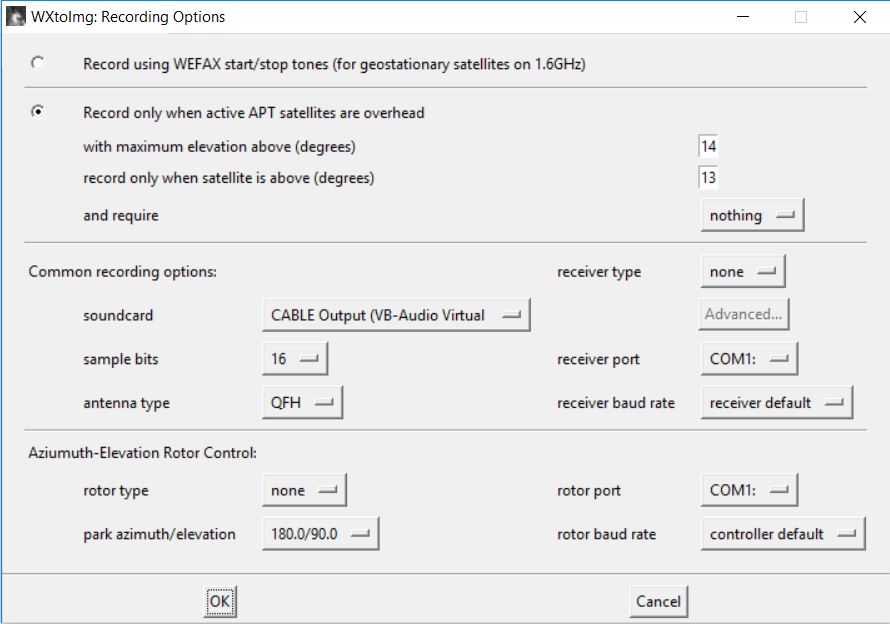 WXtoImg: Recording Options
Record using WEFAX start/stop tones (for geostationary satellites on 1.6GHz)
Record only when active APT satellites are overhead
with maximum elevation above (degrees) 14
record only when satellite is above (degrees) 13
and require nothing
Common recording options: receiver type none
soundcard CABLE Output (VB-Audio Virtual Advanced...
sample bits 16 receiver port COM1:
antenna type QFH receiver baud rate receiver default
Aziumuth-Elevation Rotor Control:
rotor type none rotor port COM1:
park azimuth/elevation 180.0/90.0 rotor baud rate controller default
OK Cancel